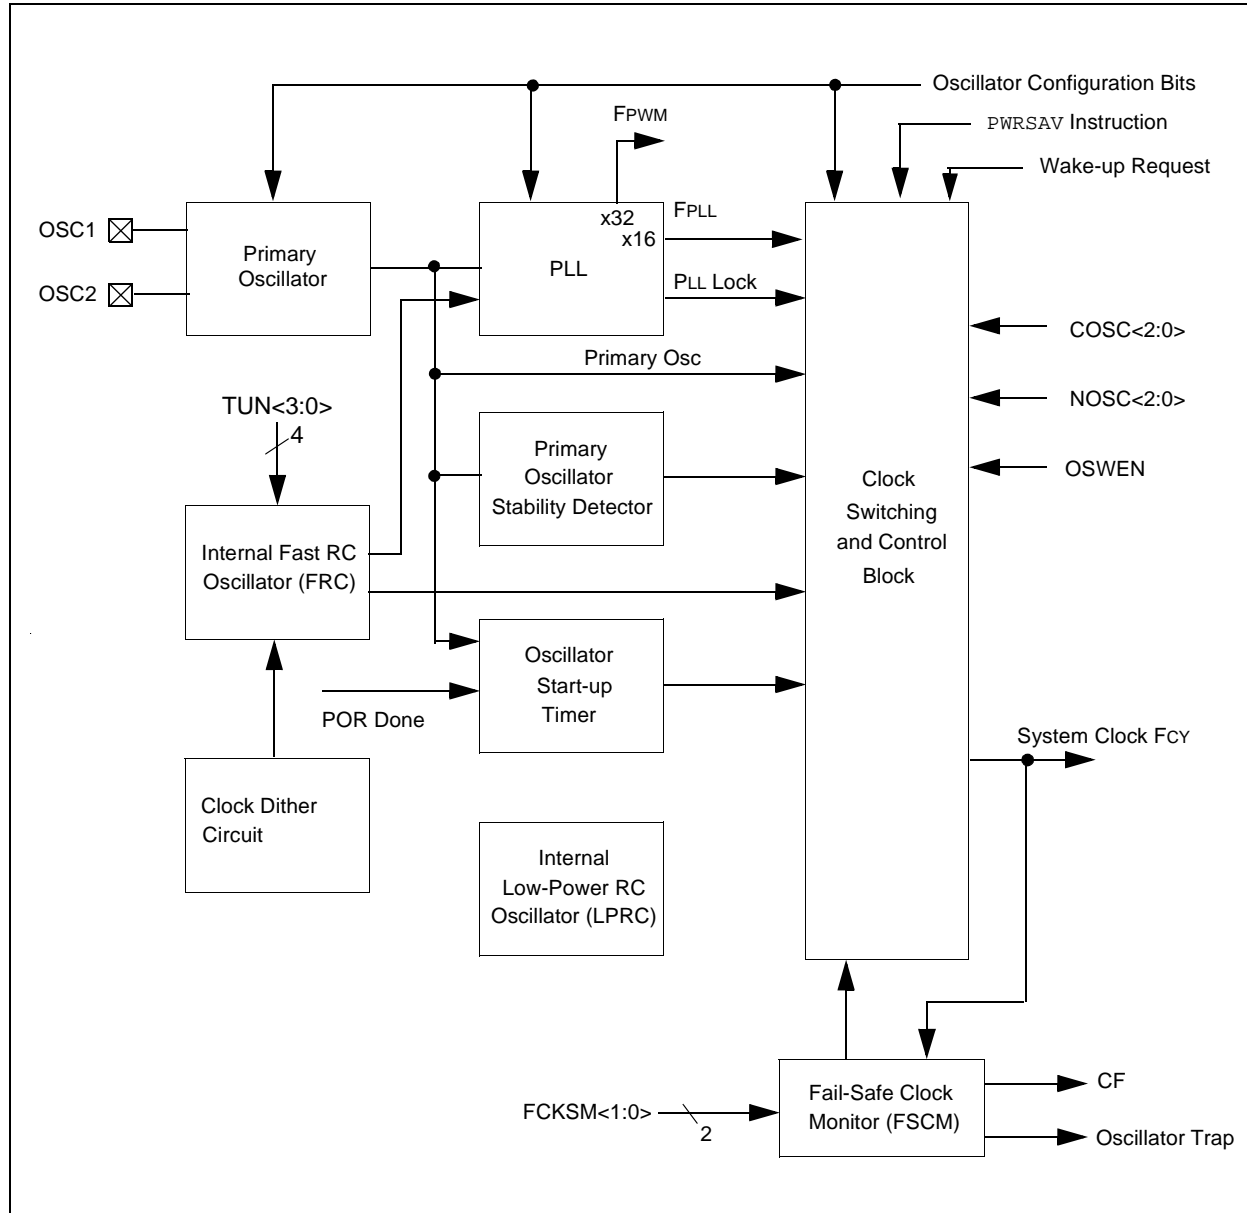 Oscillator Configuration Bits
FPWM
PWRSAV Instruction
Wake-up Request
OSC1
OSC2
Primary
Oscillator
x32
x16
PLL
FPLL
PLL Lock
Primary Osc
COSC<2:0>
NOSC<2:0>
OSWEN
TUN<3:0>
4
Primary
Oscillator
Stability Detector
Clock
Switching
and Control
Block
Internal Fast RC
Oscillator (FRC)
Oscillator
Start-up
Timer
POR Done
System Clock FCY
Clock Dither
Circuit
Internal
Low-Power RC
Oscillator (LPRC)
FCKSM<1:0>
2
Fail-Safe Clock
Monitor (FSCM)
CF
Oscillator Trap